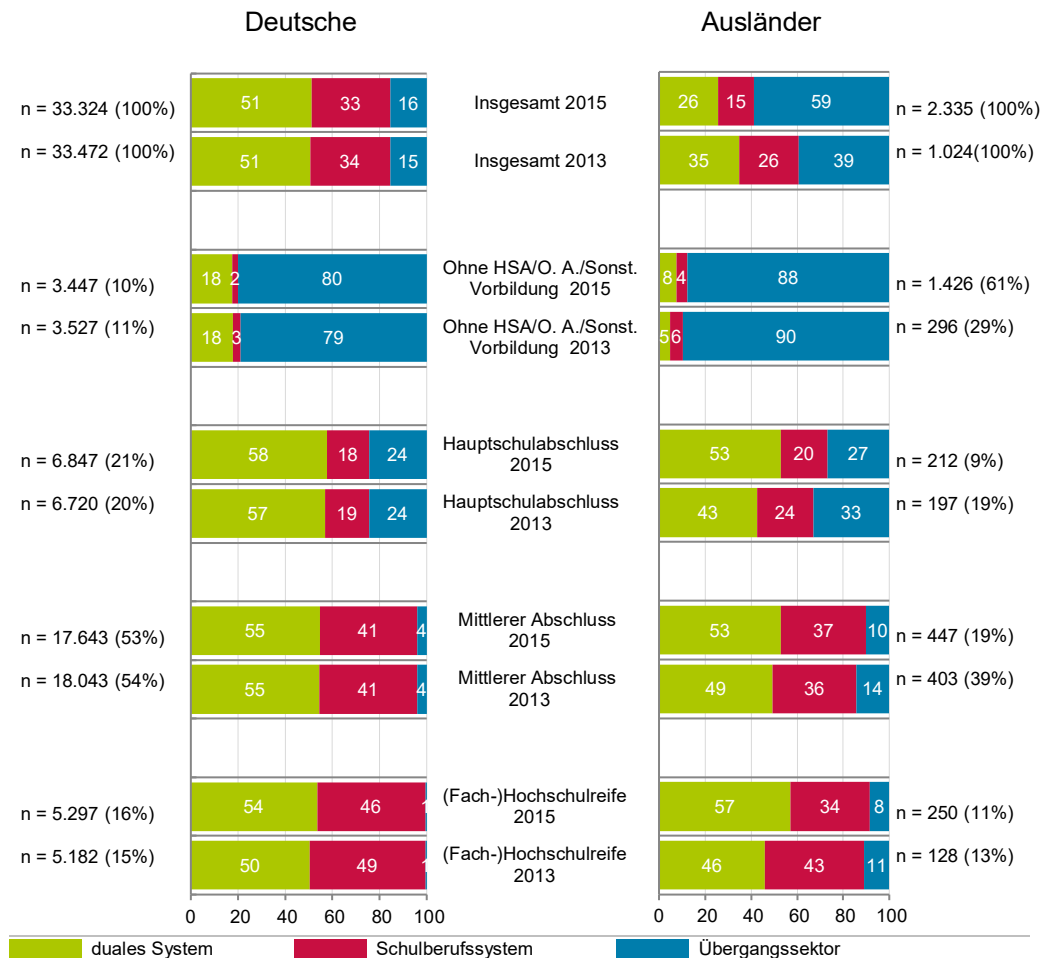 Deutsche Ausländer
n = 33.324 (100%) 51 33 16 Insgesamt 2015 26 15 59 n = 2.335 (100%)
n = 33.472 (100%) 51 34 15 Insgesamt 2013 35 26 39 n = 1.024(100%)
n = 3.447 (10%) 18 2 80 Ohne HSA/O. A./Sonst.
Vorbildung 2015 8 4 88 n = 1.426 (61%)
n = 3.527 (11%) 18 3 79 Ohne HSA/O. A./Sonst.
Vorbildung 2013 5 6 90 n = 296 (29%)
n = 6.847 (21%) 58 18 24 Hauptschulabschluss
2015 53 20 27 n = 212 (9%)
n = 6.720 (20%) 57 19 24 Hauptschulabschluss
2013 43 24 33 n = 197 (19%)
n = 17.643 (53%) 55 41 4 Mittlerer Abschluss
2015 53 37 10 n = 447 (19%)
n = 18.043 (54%) 55 41 4 Mittlerer Abschluss
2013 49 36 14 n = 403 (39%)
n = 5.297 (16%) 54 46 1 (Fach-)Hochschulreife
2015 57 34 8 n = 250 (11%)
n = 5.182 (15%) 50 49 1 (Fach-)Hochschulreife
2013 46 43 11 n = 128 (13%)
0 20 40 60 80 100 0 20 40 60 80 100
duales System Schulberufssystem Übergangssektor